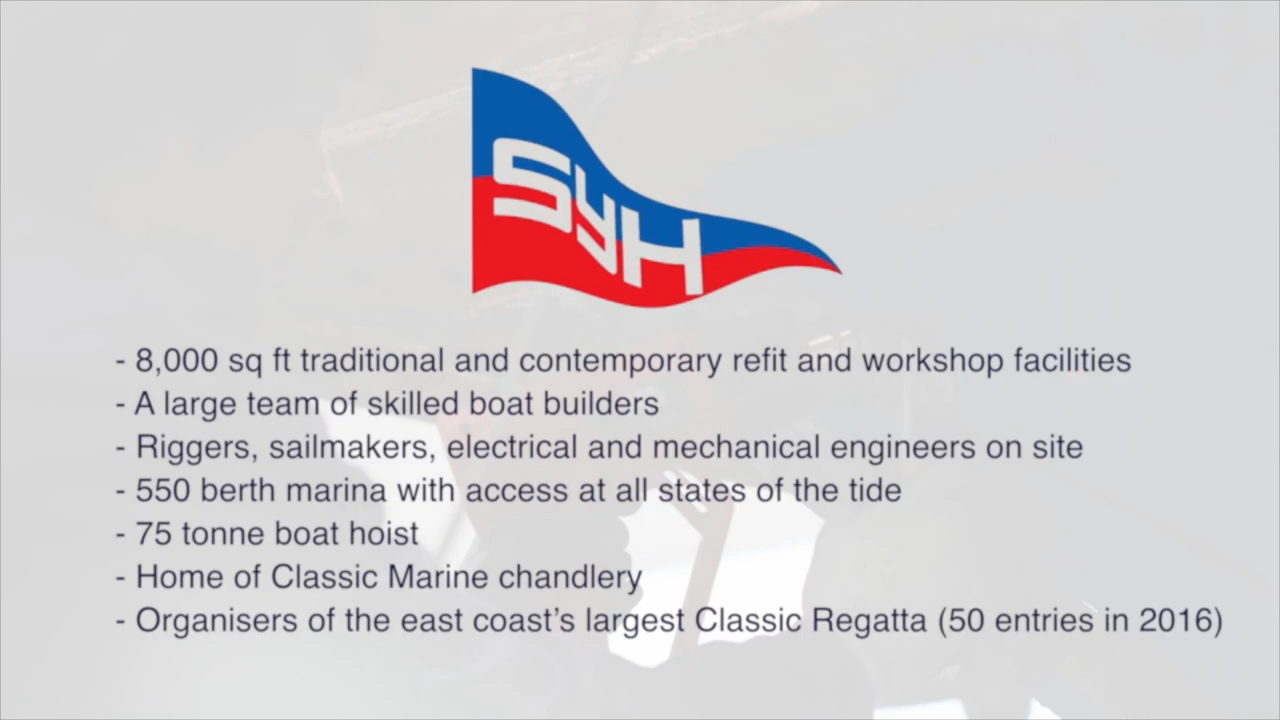 SYH
- 8,000 sq ft traditional and contemporary refit and workshop facilities
- A large team of skilled boat builders
- Riggers, sailmakers, electrical and mechanical engineers on site
- 550 berth marina with access at all states of the tide
- 75 tonne boat hoist
- Home of Classic Marine chandlery
- Organisers of the east coast’s largest Classic Regatta (50 entries in 2016)